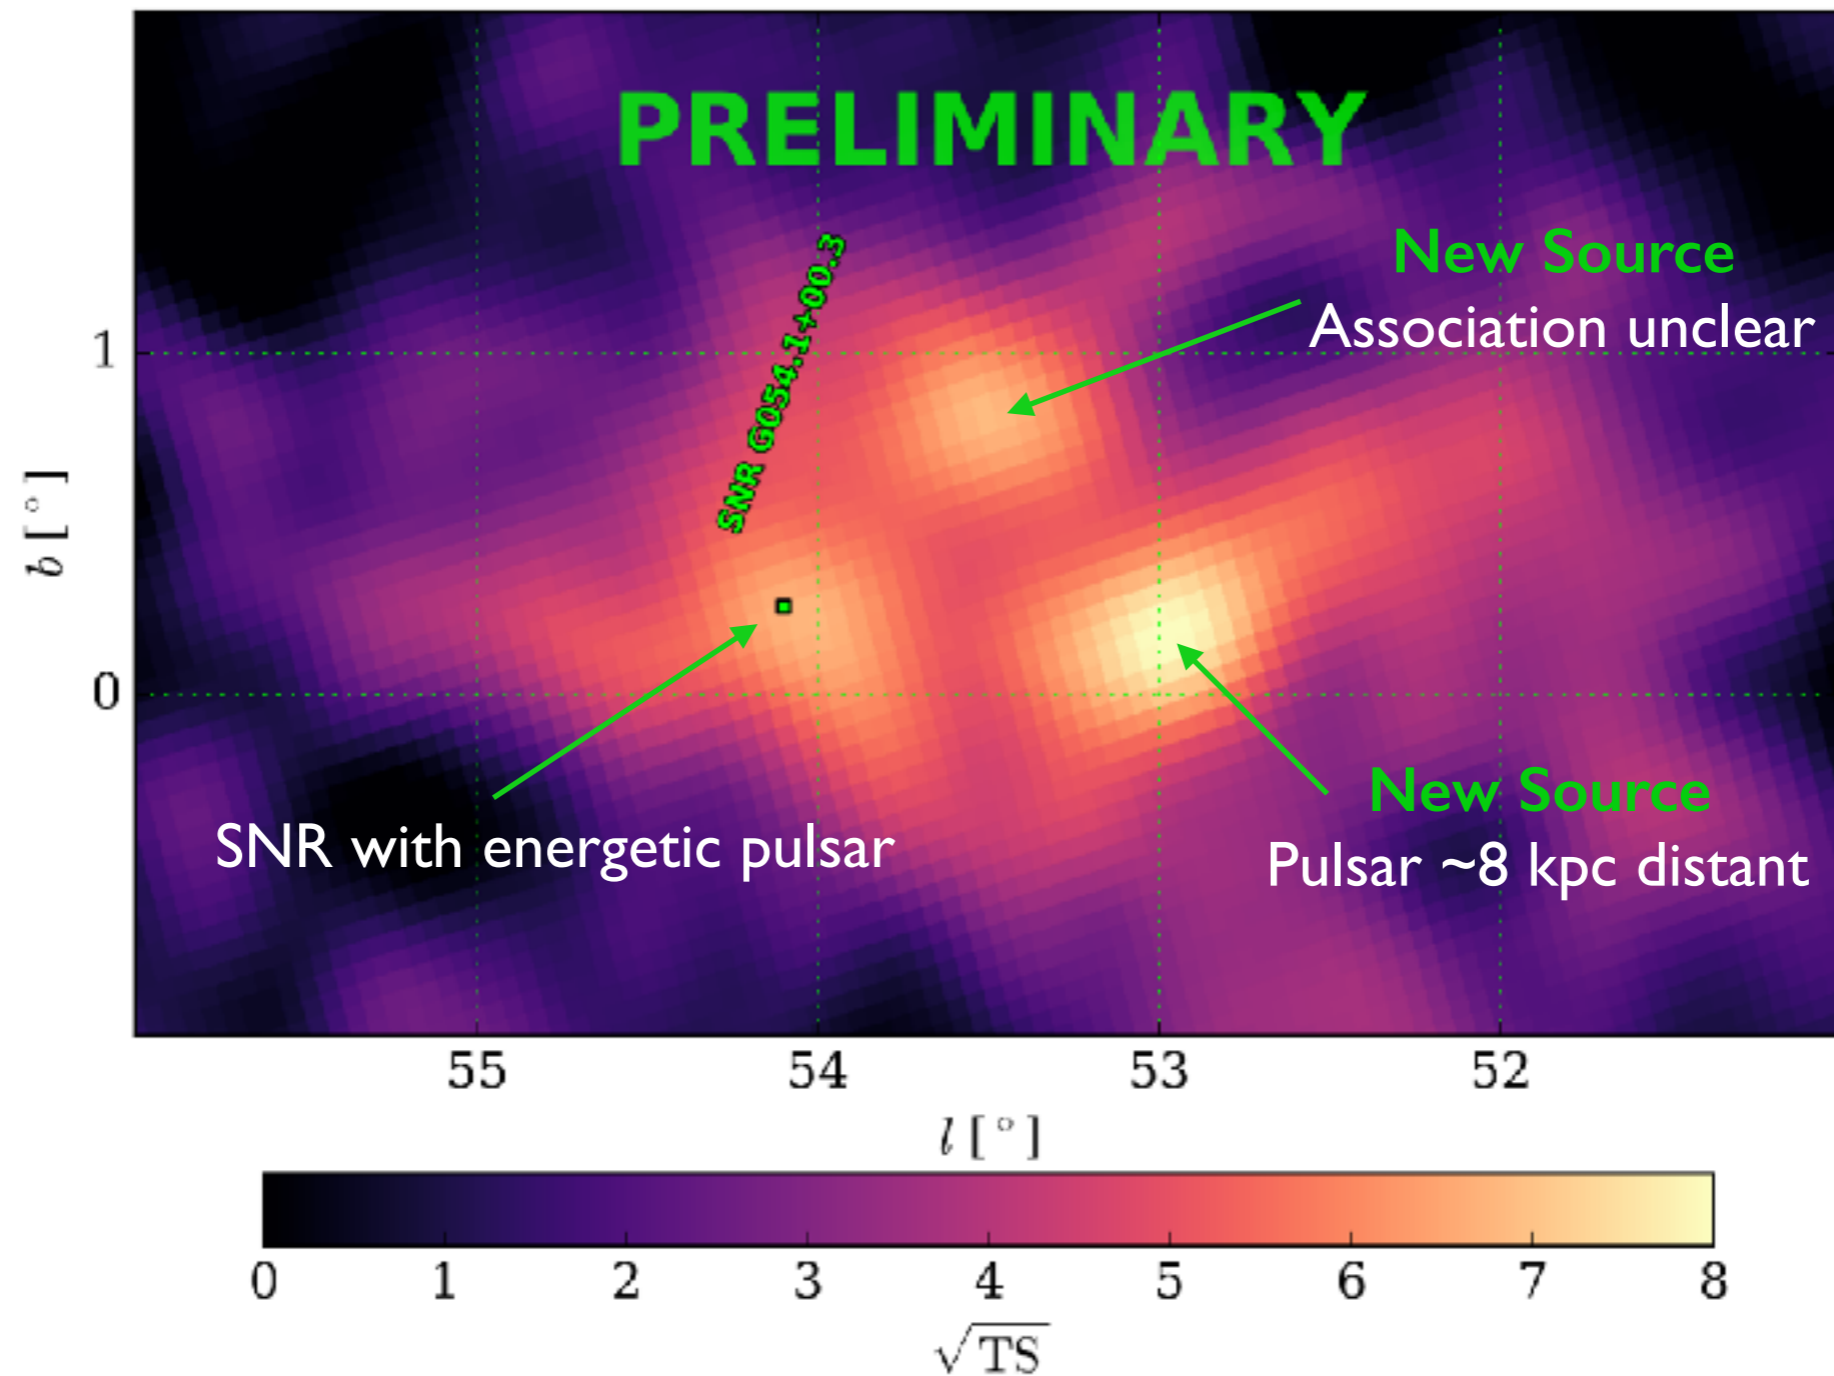 PRELIMINARY
SNR G054.1+00.3
New Source
Association unclear
New Source
Pulsar ~8 kpc distant
SNR with energetic pulsar
b [ ° ]
1
0
55 54 53 52
l [ ° ]
0 1 2 3 4 5 6 7 8
√TS